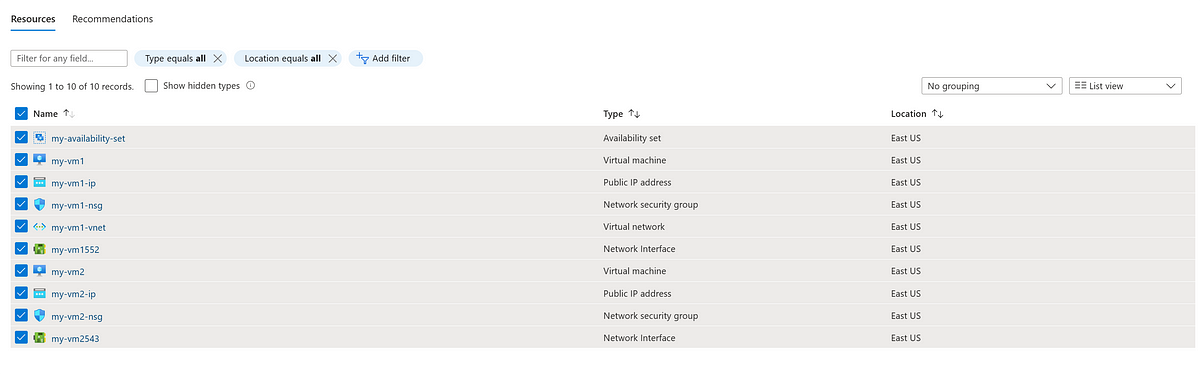 Resources Recommendations
Filter for any field... Type equals all Location equals all Add filter
Showing 1 to 10 of 10 records. Show hidden types No grouping List view
Name Type Location
my-availability-set Availability set East US
my-vm1 Virtual machine East US
my-vm1-ip Public IP address East US
my-vm1-nsg Network security group East US
my-vm1-vnet Virtual network East US
my-vm1552 Network Interface East US
my-vm2 Virtual machine East US
my-vm2-ip Public IP address East US
my-vm2-nsg Network security group East US
my-vm2543 Network Interface East US